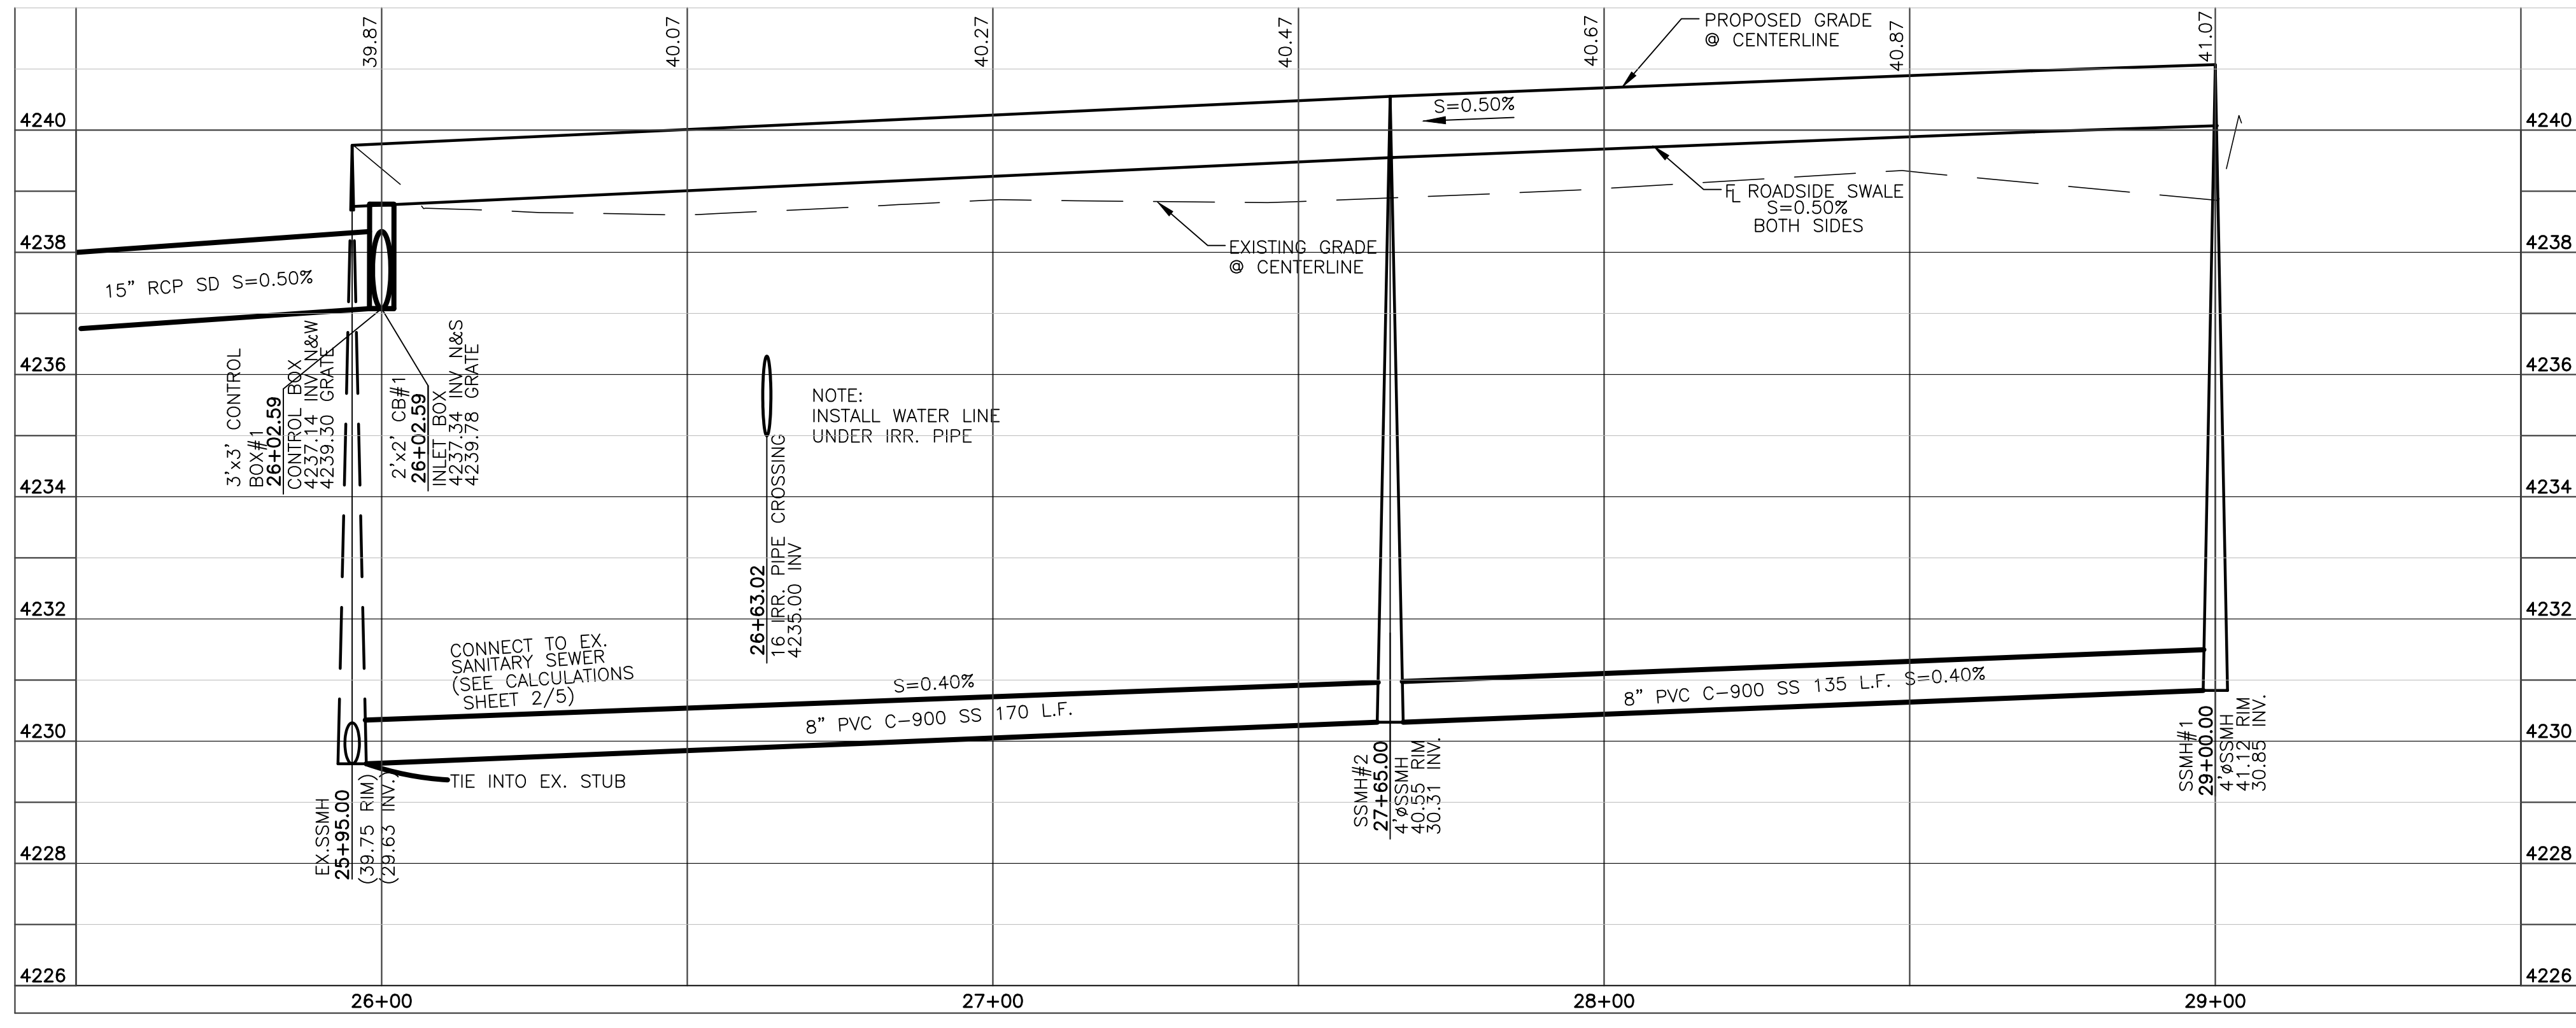 39.87
40.07
40.27
40.47
40.67
40.87
41.07
PROPOSED GRADE
@ CENTERLINE
S=0.50%
4240
4240
FL ROADSIDE SWALE
S=0.50%
BOTH SIDES
EXISTING GRADE
@ CENTERLINE
4238
4238
15” RCP SD S=0.50%
3'x3' CONTROL
BOX#1
26+02.59
CONTROL BOX
4237.14 INV N&W
4239.30 GRATE
2'x2' CB#1
26+02.59
INLET BOX
4237.34 INV N&S
4239.78 GRATE
4236
4236
NOTE:
INSTALL WATER LINE
UNDER IRR. PIPE
26+63.02
16 IRR. PIPE CROSSING
4235.00 INV
4234
4234
4232
4232
CONNECT TO EX.
SANITARY SEWER
(SEE CALCULATIONS
SHEET 2/5)
S=0.40%
8” PVC C-900 SS 170 L.F.
8” PVC C-900 SS 135 L.F. S=0.40%
4230
4230
TIE INTO EX. STUB
EX.SSMH
25+95.00
(39.75 RIM)
(29.63 INV.)
SSMH#2
27+65.00
4'øSSMH
40.55 RIM
30.31 INV.
SSMH#1
29+00.00
4'øSSMH
41.12 RIM
30.85 INV.
4228
4228
4226
4226
26+00
27+00
28+00
29+00